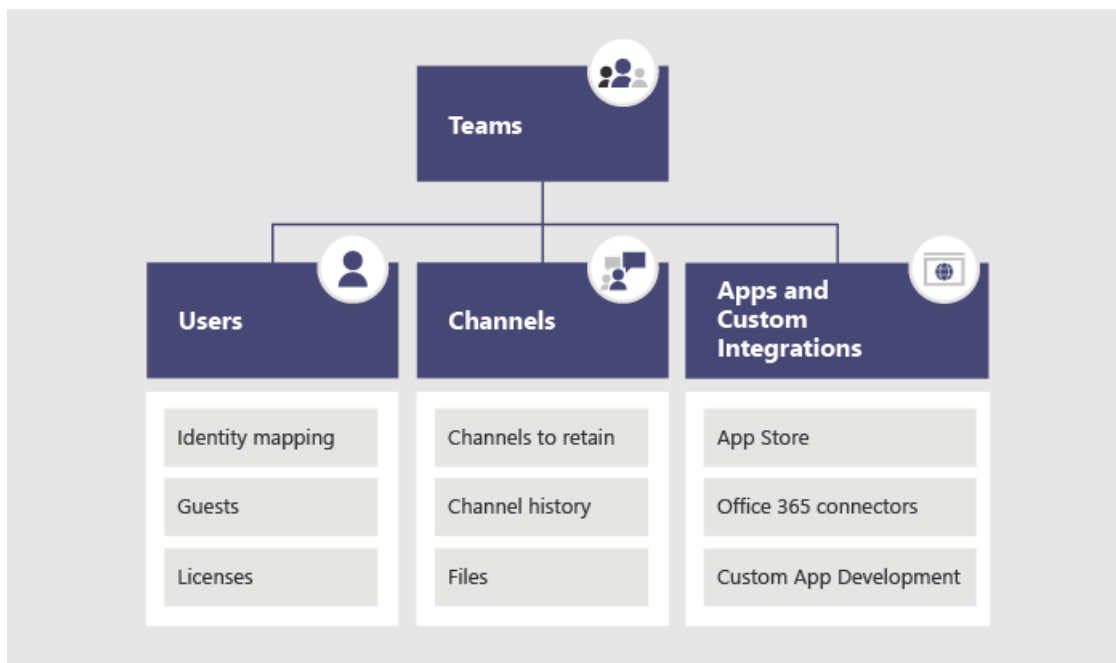 Teams
Users
Channels
Apps and
Custom
Integrations
Identity mapping
Guests
Licenses
Channels to retain
Channel history
Files
App Store
Office 365 connectors
Custom App Development